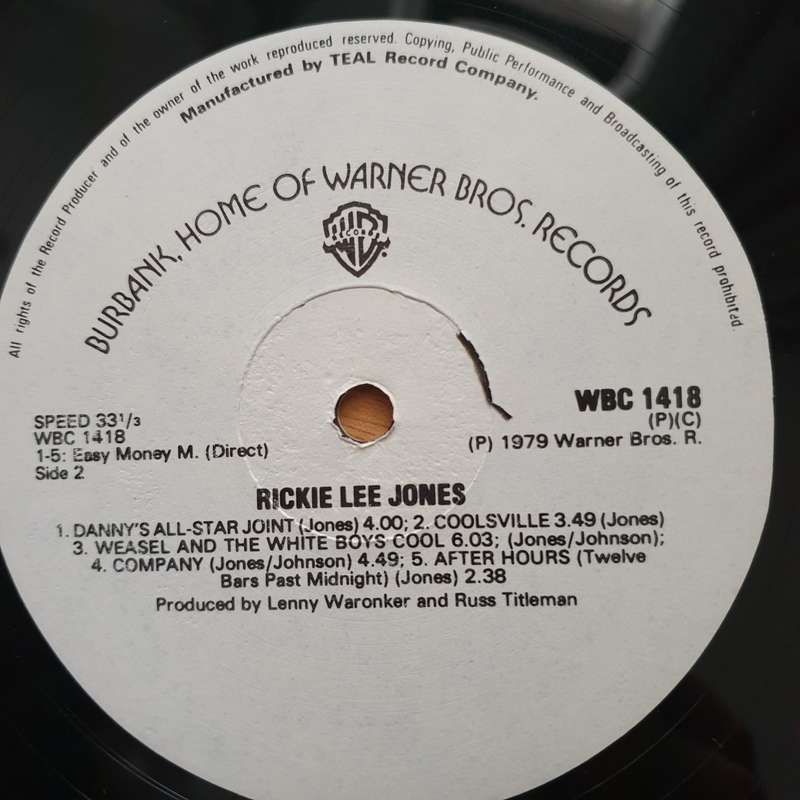 All rights of the Record Producer and of the owner of the work reproduced reserved. Copying, Public Performance and Broadcasting of this record prohibited.
Manufactured by TEAL Record Company.
BURBANK, HOME OF WARNER BROS. RECORDS
WB
RECORDS
WBC 1418
(P)(C)
(P) 1979 Warner Bros. R.
SPEED 33 1/3
WBC 1418
1-5: Easy Money M. (Direct)
Side 2
RICKIE LEE JONES
1. DANNY'S ALL-STAR JOINT (Jones) 4.00; 2. COOLSVILLE 3.49 (Jones)
3. WEASEL AND THE WHITE BOYS COOL 6.03; (Jones/Johnson);
4. COMPANY (Jones/Johnson) 4.49; 5. AFTER HOURS (Twelve
Bars Past Midnight) (Jones) 2.38
Produced by Lenny Waronker and Russ Titleman